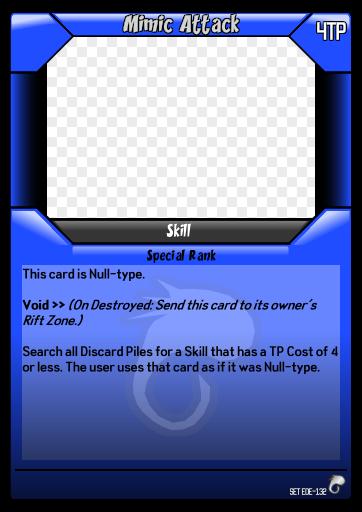 Mimic Attack
4TP
Skill
Special Rank
This card is Null-type.
Void >> (On Destroyed: Send this card to its owner's
Rift Zone.)
Search all Discard Piles for a Skill that has a TP Cost of 4
or less. The user uses that card as if it was Null-type.
SET EOE-132